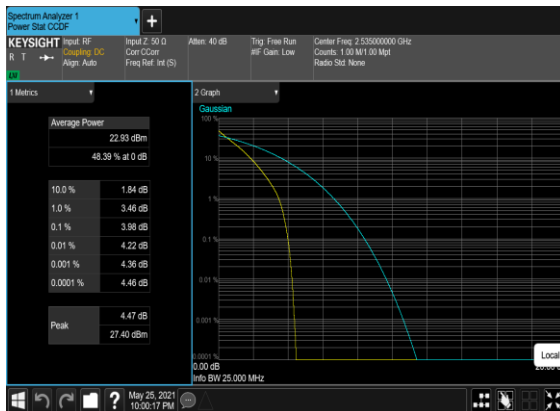 Spectrum Analyzer 1
Power Stat CCDF
KEYSIGHT
R T
Input: RF
Coupling: DC
Align: Auto
Input Z: 50 Ω
Corr CCorr
Freq Ref: Int (S)
Atten: 40 dB
Trig: Free Run
#IF Gain: Low
Center Freq: 2.535000000 GHz
Counts: 1.00 M/1.00 Mpt
Radio Std: None
1 Metrics
Average Power
22.93 dBm
48.39 % at 0 dB
10.0 % 1.84 dB
1.0 % 3.46 dB
0.1 % 3.98 dB
0.01 % 4.22 dB
0.001 % 4.36 dB
0.0001 % 4.46 dB
Peak
4.47 dB
27.40 dBm
2 Graph
Gaussian
100 %
10 %
1 %
0.1 %
0.01 %
0.001 %
0.0001 %
0.00 dB
Info BW 25.000 MHz
Local
May 25, 2021
10:00:17 PM